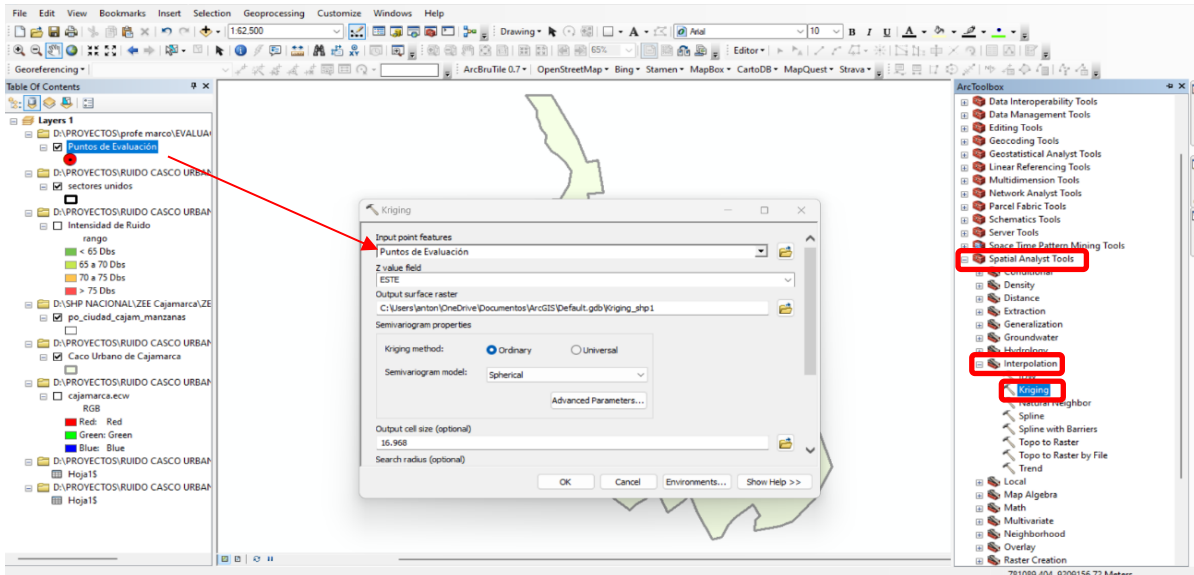 File Edit View Bookmarks Insert Selection Geoprocessing Customize Windows Help
1:62.500 Drawing Arial 10 B I U A
65% Editor
Georeferencing ArcBruTile 0.7 OpenStreetMap Bing Stamen MapBox CartoDB MapQuest Strava
Table Of Contents
Layers 1
D:\PROYECTOS\profe marco\EVALUA
Puntos de Evaluación
D:\PROYECTOS\RUIDO CASCO URBAN
sectores unidos
D:\PROYECTOS\RUIDO CASCO URBAN
Intensidad de Ruido
rango
< 65 Dbs
65 a 70 Dbs
70 a 75 Dbs
> 75 Dbs
D:\SHP NACIONAL\ZEE Cajamarca\ZE
po_ciudad_cajam_manzanas
D:\PROYECTOS\RUIDO CASCO URBAN
Caco Urbano de Cajamarca
D:\PROYECTOS\RUIDO CASCO URBAN
cajamarca.ecw
RGB
Red: Red
Green: Green
Blue: Blue
D:\PROYECTOS\RUIDO CASCO URBAN
Hoja1$
D:\PROYECTOS\RUIDO CASCO URBAN
Hoja1$
Kriging
Input point features
Puntos de Evaluación
Z value field
ESTE
Output surface raster
C:\Users\anton\OneDrive\Documentos\ArcGIS\Default.gdb\Kriging_shp1
Semivariogram properties
Kriging method: Ordinary Universal
Semivariogram model: Spherical
Advanced Parameters...
Output cell size (optional)
16.968
Search radius (optional)
OK Cancel Environments... Show Help >>
ArcToolbox
Data Interoperability Tools
Data Management Tools
Editing Tools
Geocoding Tools
Geostatistical Analyst Tools
Linear Referencing Tools
Multidimension Tools
Network Analyst Tools
Parcel Fabric Tools
Schematics Tools
Server Tools
Space Time Pattern Mining Tools
Spatial Analyst Tools
Conditional
Density
Distance
Extraction
Generalization
Groundwater
Hydrology
Interpolation
Kriging
Natural Neighbor
Spline
Spline with Barriers
Topo to Raster
Topo to Raster by File
Trend
Local
Map Algebra
Math
Multivariate
Neighborhood
Overlay
Raster Creation
781089,404 9209156,72 Meters